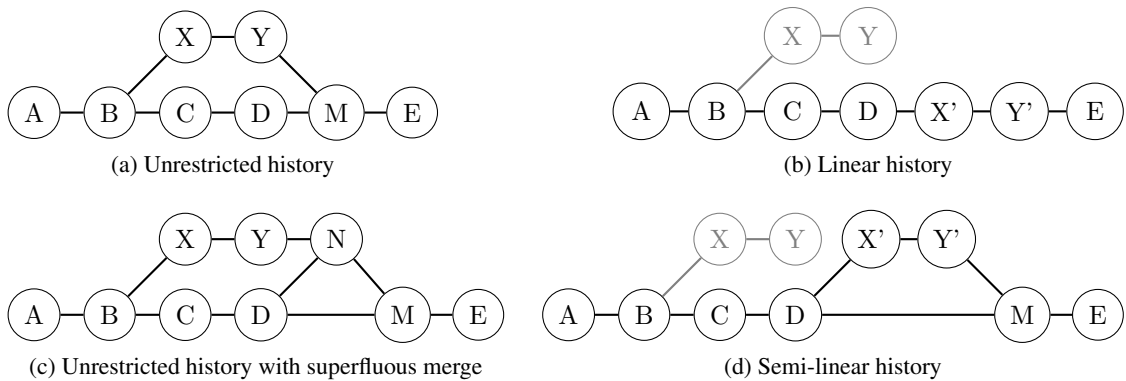 X Y
A B C D M E
(a) Unrestricted history
X Y
A B C D X' Y' E
(b) Linear history
X Y N
A B C D M E
(c) Unrestricted history with superfluous merge
X Y X' Y'
A B C D M E
(d) Semi-linear history